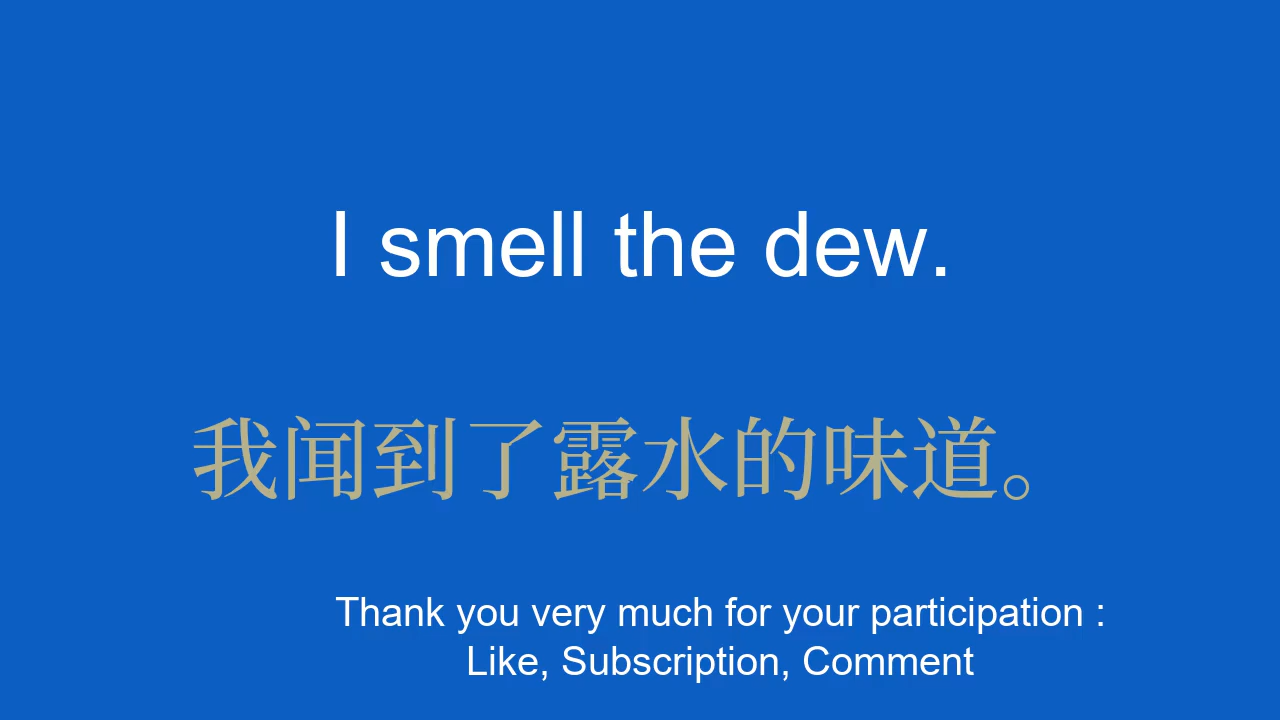 I smell the dew.
我闻到了露水的味道。
Thank you very much for your participation :
Like, Subscription, Comment